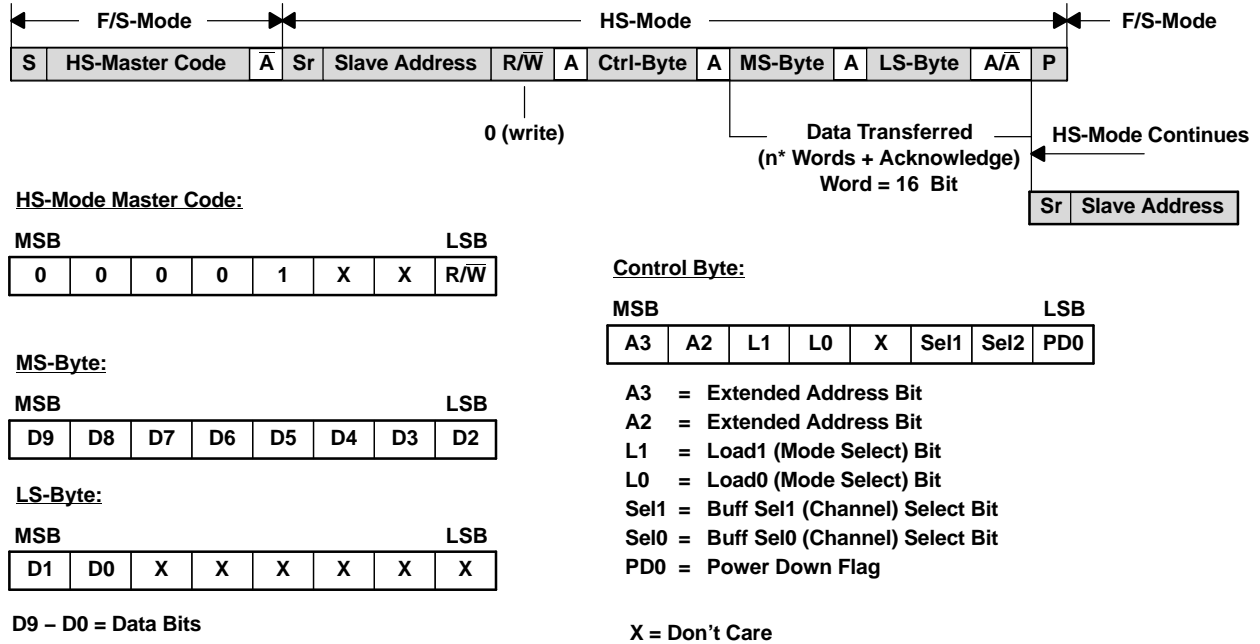 F/S-Mode HS-Mode F/S-Mode
S HS-Master Code A̅ Sr Slave Address R/W̅ A Ctrl-Byte A MS-Byte A LS-Byte A/A̅ P
0 (write)
Data Transferred
(n* Words + Acknowledge)
Word = 16 Bit
HS-Mode Continues
Sr Slave Address
HS-Mode Master Code:
MSB LSB
0 0 0 0 1 X X R/W̅
MS-Byte:
MSB LSB
D9 D8 D7 D6 D5 D4 D3 D2
LS-Byte:
MSB LSB
D1 D0 X X X X X X
D9 – D0 = Data Bits
Control Byte:
MSB LSB
A3 A2 L1 L0 X Sel1 Sel2 PD0
A3 = Extended Address Bit
A2 = Extended Address Bit
L1 = Load1 (Mode Select) Bit
L0 = Load0 (Mode Select) Bit
Sel1 = Buff Sel1 (Channel) Select Bit
Sel0 = Buff Sel0 (Channel) Select Bit
PD0 = Power Down Flag
X = Don't Care